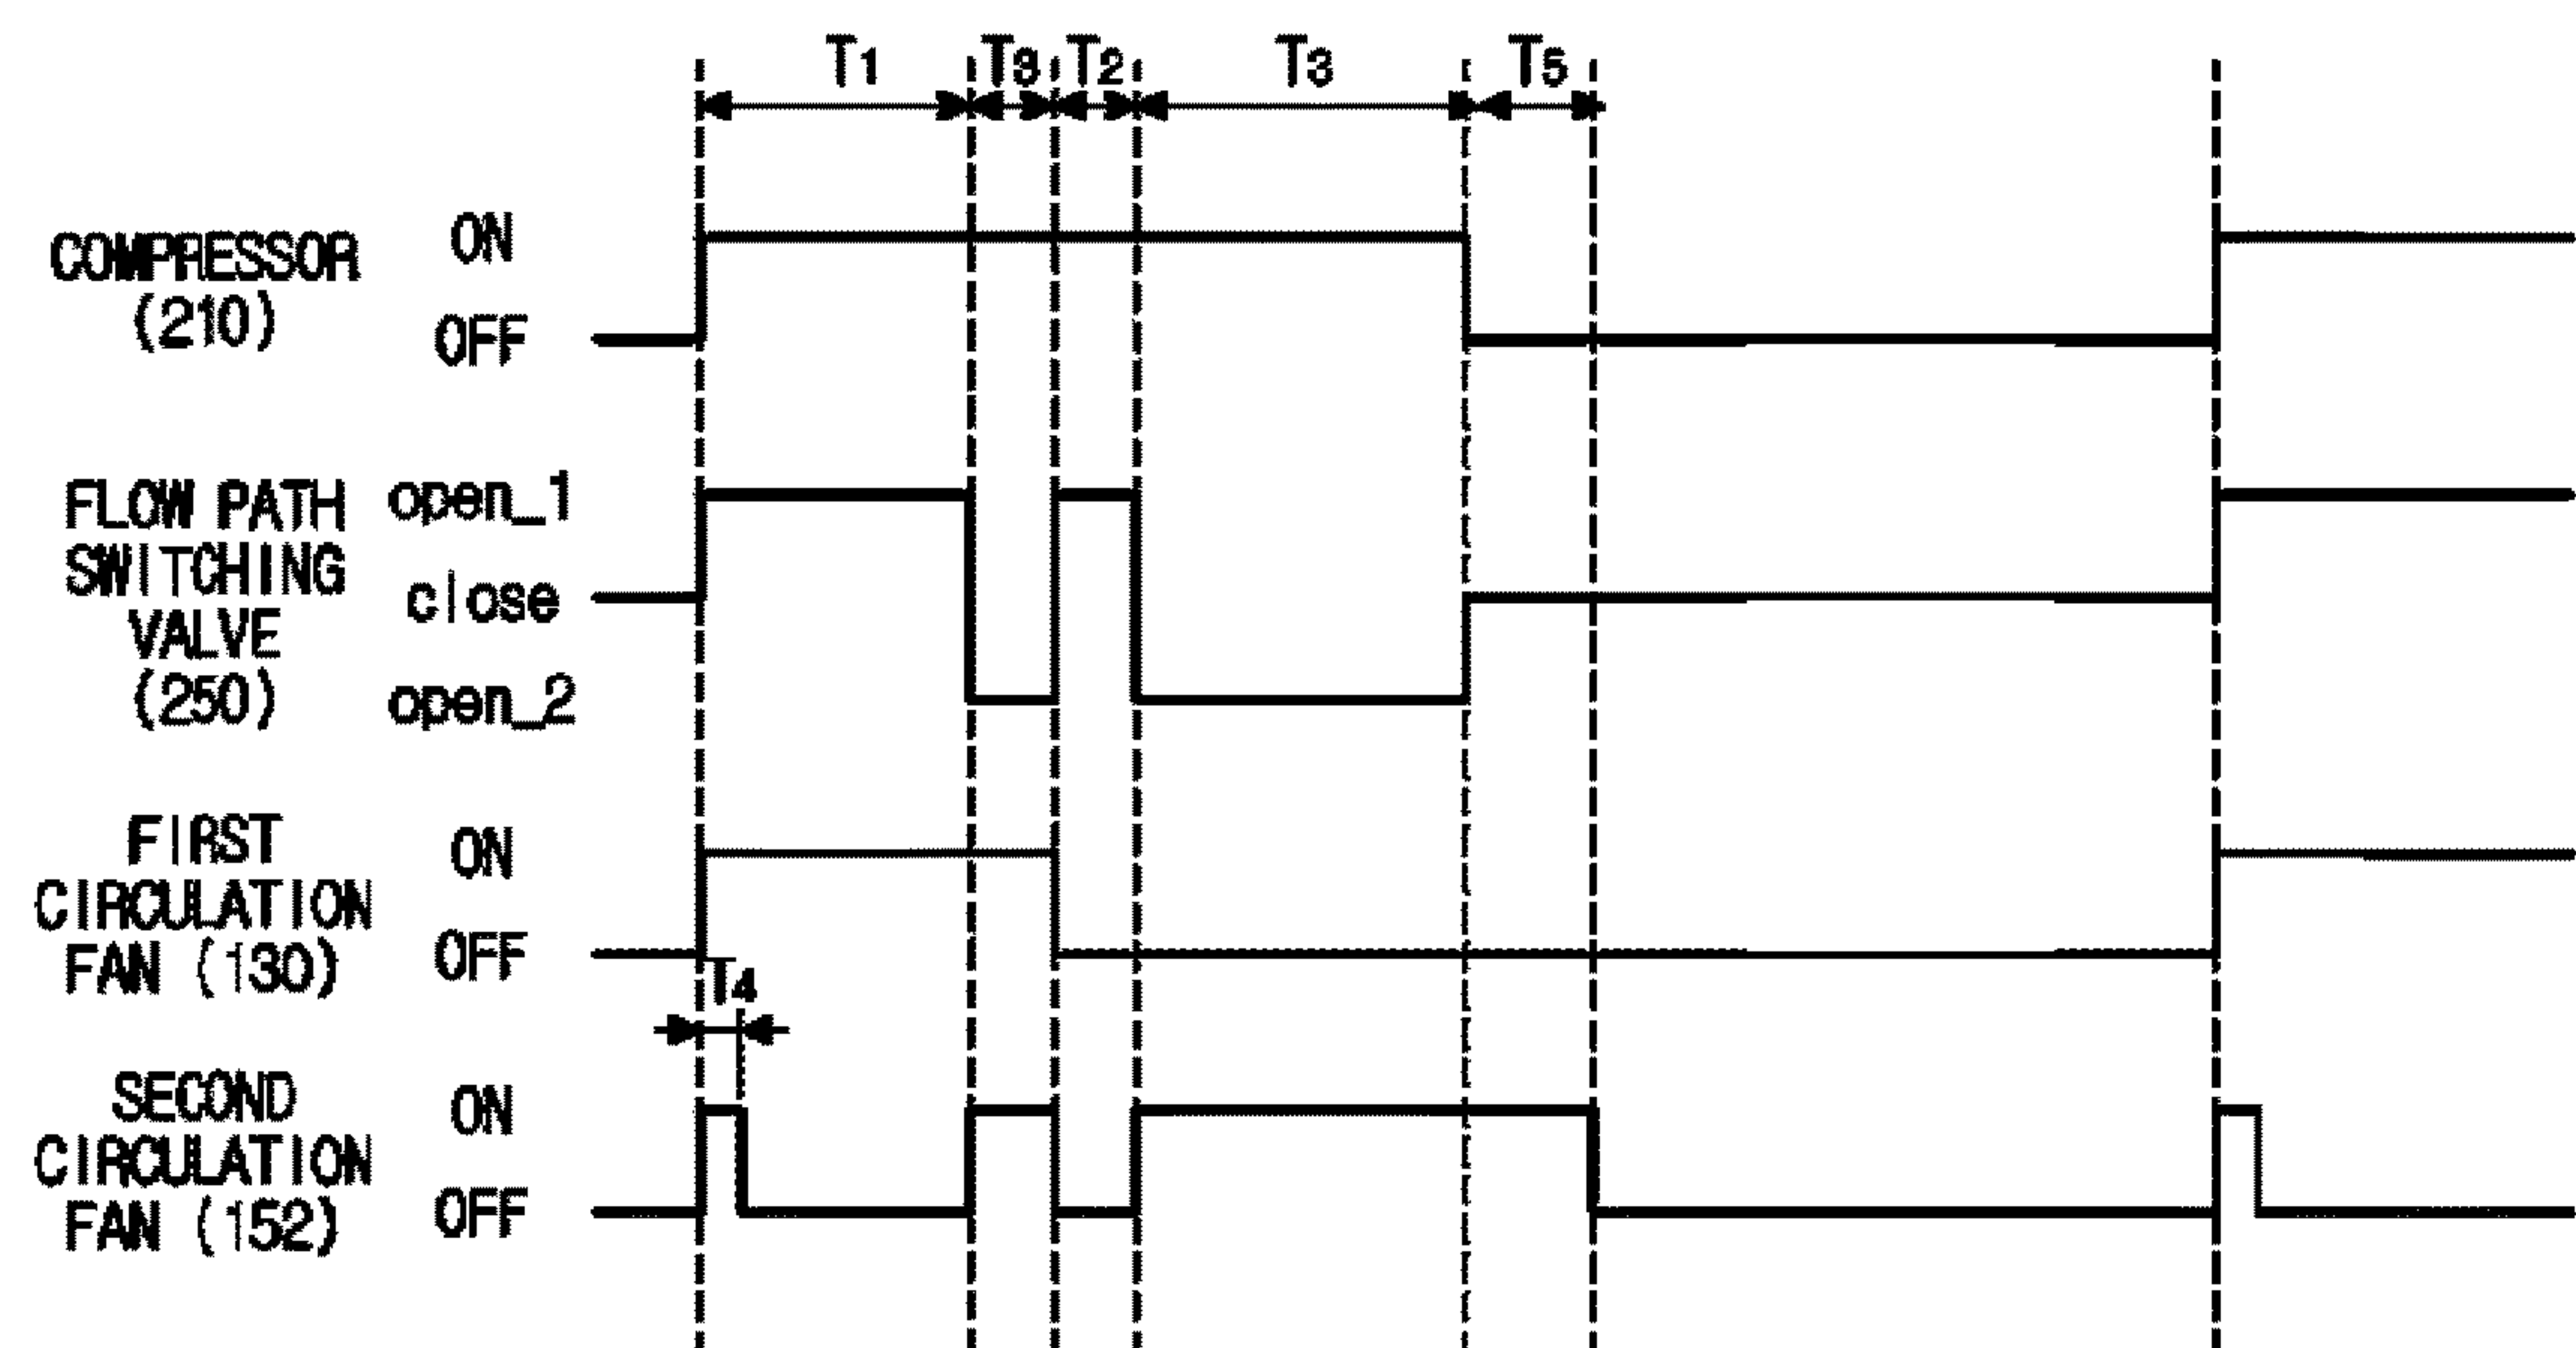 T1 T9 T2 T3 T5
COMPRESSOR
(210)
ON
OFF
FLOW PATH
SWITCHING
VALVE
(250)
open_1
close
open_2
FIRST
CIRCULATION
FAN (130)
ON
OFF
T4
SECOND
CIRCULATION
FAN (152)
ON
OFF